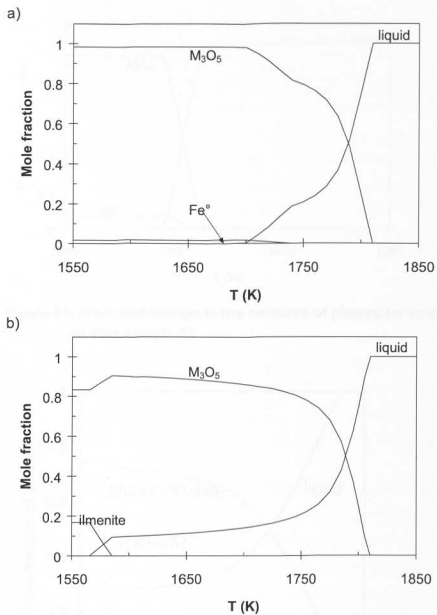 a)
liquid
M₃O₅
Fe°
Mole fraction
1
0.8
0.6
0.4
0.2
0
1550 1650 1750 1850
T (K)
b)
liquid
M₃O₅
ilmenite
Mole fraction
1
0.8
0.6
0.4
0.2
0
1550 1650 1750 1850
T (K)